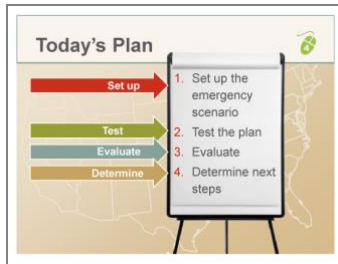 Today's Plan
4
Set up
1. Set up the
emergency
scenario
Test
2. Test the plan
Evaluate
3. Evaluate
Determine
4. Determine next
steps